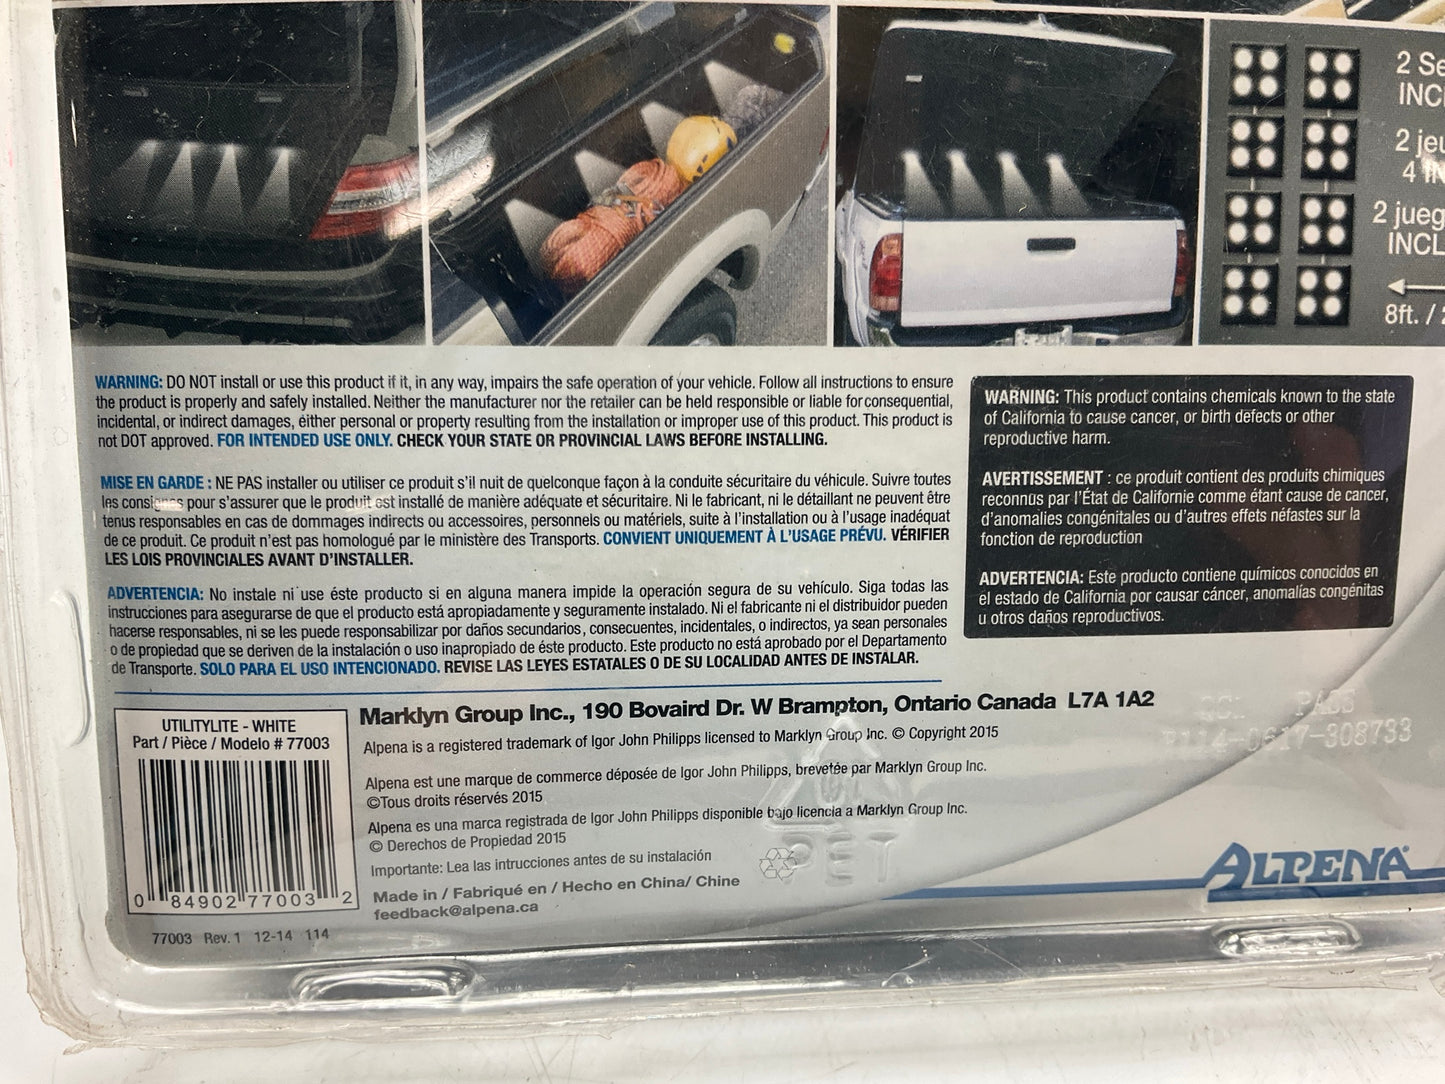 2 Se
INC
2 jeu
4 IN
2 jueg
INCL
8ft. /
WARNING: DO NOT install or use this product if it, in any way, impairs the safe operation of your vehicle. Follow all instructions to ensure
the product is properly and safely installed. Neither the manufacturer nor the retailer can be held responsible or liable for consequential,
incidental, or indirect damages, either personal or property resulting from the installation or improper use of this product. This product is
not DOT approved. FOR INTENDED USE ONLY. CHECK YOUR STATE OR PROVINCIAL LAWS BEFORE INSTALLING.
MISE EN GARDE : NE PAS installer ou utiliser ce produit s'il nuit de quelconque façon à la conduite sécuritaire du véhicule. Suivre toutes
les consignes pour s'assurer que le produit est installé de manière adéquate et sécuritaire. Ni le fabricant, ni le détaillant ne peuvent être
tenus responsables en cas de dommages indirects ou accessoires, personnels ou matériels, suite à l'installation ou à l'usage inadéquat
de ce produit. Ce produit n'est pas homologué par le ministère des Transports. CONVIENT UNIQUEMENT À L'USAGE PRÉVU. VÉRIFIER
LES LOIS PROVINCIALES AVANT D'INSTALLER.
ADVERTENCIA: No instale ni use éste producto si en alguna manera impide la operación segura de su vehículo. Siga todas las
instrucciones para asegurarse de que el producto está apropiadamente y seguramente instalado. Ni el fabricante ni el distribuidor pueden
hacerse responsables, ni se les puede responsabilizar por daños secundarios, consecuentes, incidentales, o indirectos, ya sean personales
o de propiedad que se deriven de la instalación o uso inapropiado de éste producto. Este producto no está aprobado por el Departamento
de Transporte. SOLO PARA EL USO INTENCIONADO. REVISE LAS LEYES ESTATALES O DE SU LOCALIDAD ANTES DE INSTALAR.
WARNING: This product contains chemicals known to the state
of California to cause cancer, or birth defects or other
reproductive harm.
AVERTISSEMENT : ce produit contient des produits chimiques
reconnus par l'État de Californie comme étant cause de cancer,
d'anomalies congénitales ou d'autres effets néfastes sur la
fonction de reproduction
ADVERTENCIA: Este producto contiene químicos conocidos en
el estado de California por causar cáncer, anomalías congénitas
u otros daños reproductivos.
UTILITYLITE - WHITE
Part / Pièce / Modelo # 77003
0 84902 77003 2
77003 Rev. 1 12-14 114
Marklyn Group Inc., 190 Bovaird Dr. W Brampton, Ontario Canada L7A 1A2
Alpena is a registered trademark of Igor John Philipps licensed to Marklyn Group Inc. © Copyright 2015
Alpena est une marque de commerce déposée de Igor John Philipps, brevetée par Marklyn Group Inc.
©Tous droits réservés 2015
Alpena es una marca registrada de Igor John Philipps disponible bajo licencia a Marklyn Group Inc.
© Derechos de Propiedad 2015
Importante: Lea las intrucciones antes de su instalación
Made in / Fabriqué en / Hecho en China/ Chine
feedback@alpena.ca
PET
PASS
-308733
ALPENA